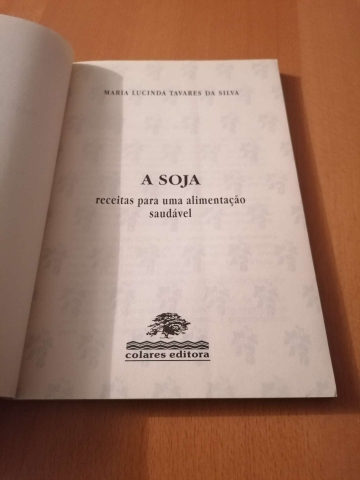 MARIA LUCINDA TAVARES DA SILVA
A SOJA
receitas para uma alimentação
saudável
colares editora